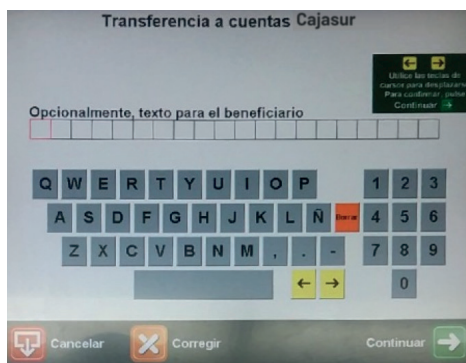 Transferencia a cuentas Cajasur
← →
Utilice las teclas de
cursor para desplazarse
Para confirmar, pulse
Continuar →
Opcionalmente, texto para el beneficiario
Q W E R T Y U I O P 1 2 3
A S D F G H J K L Ñ Borrar 4 5 6
Z X C V B N M , . - 7 8 9
← → 0
Cancelar Corregir Continuar